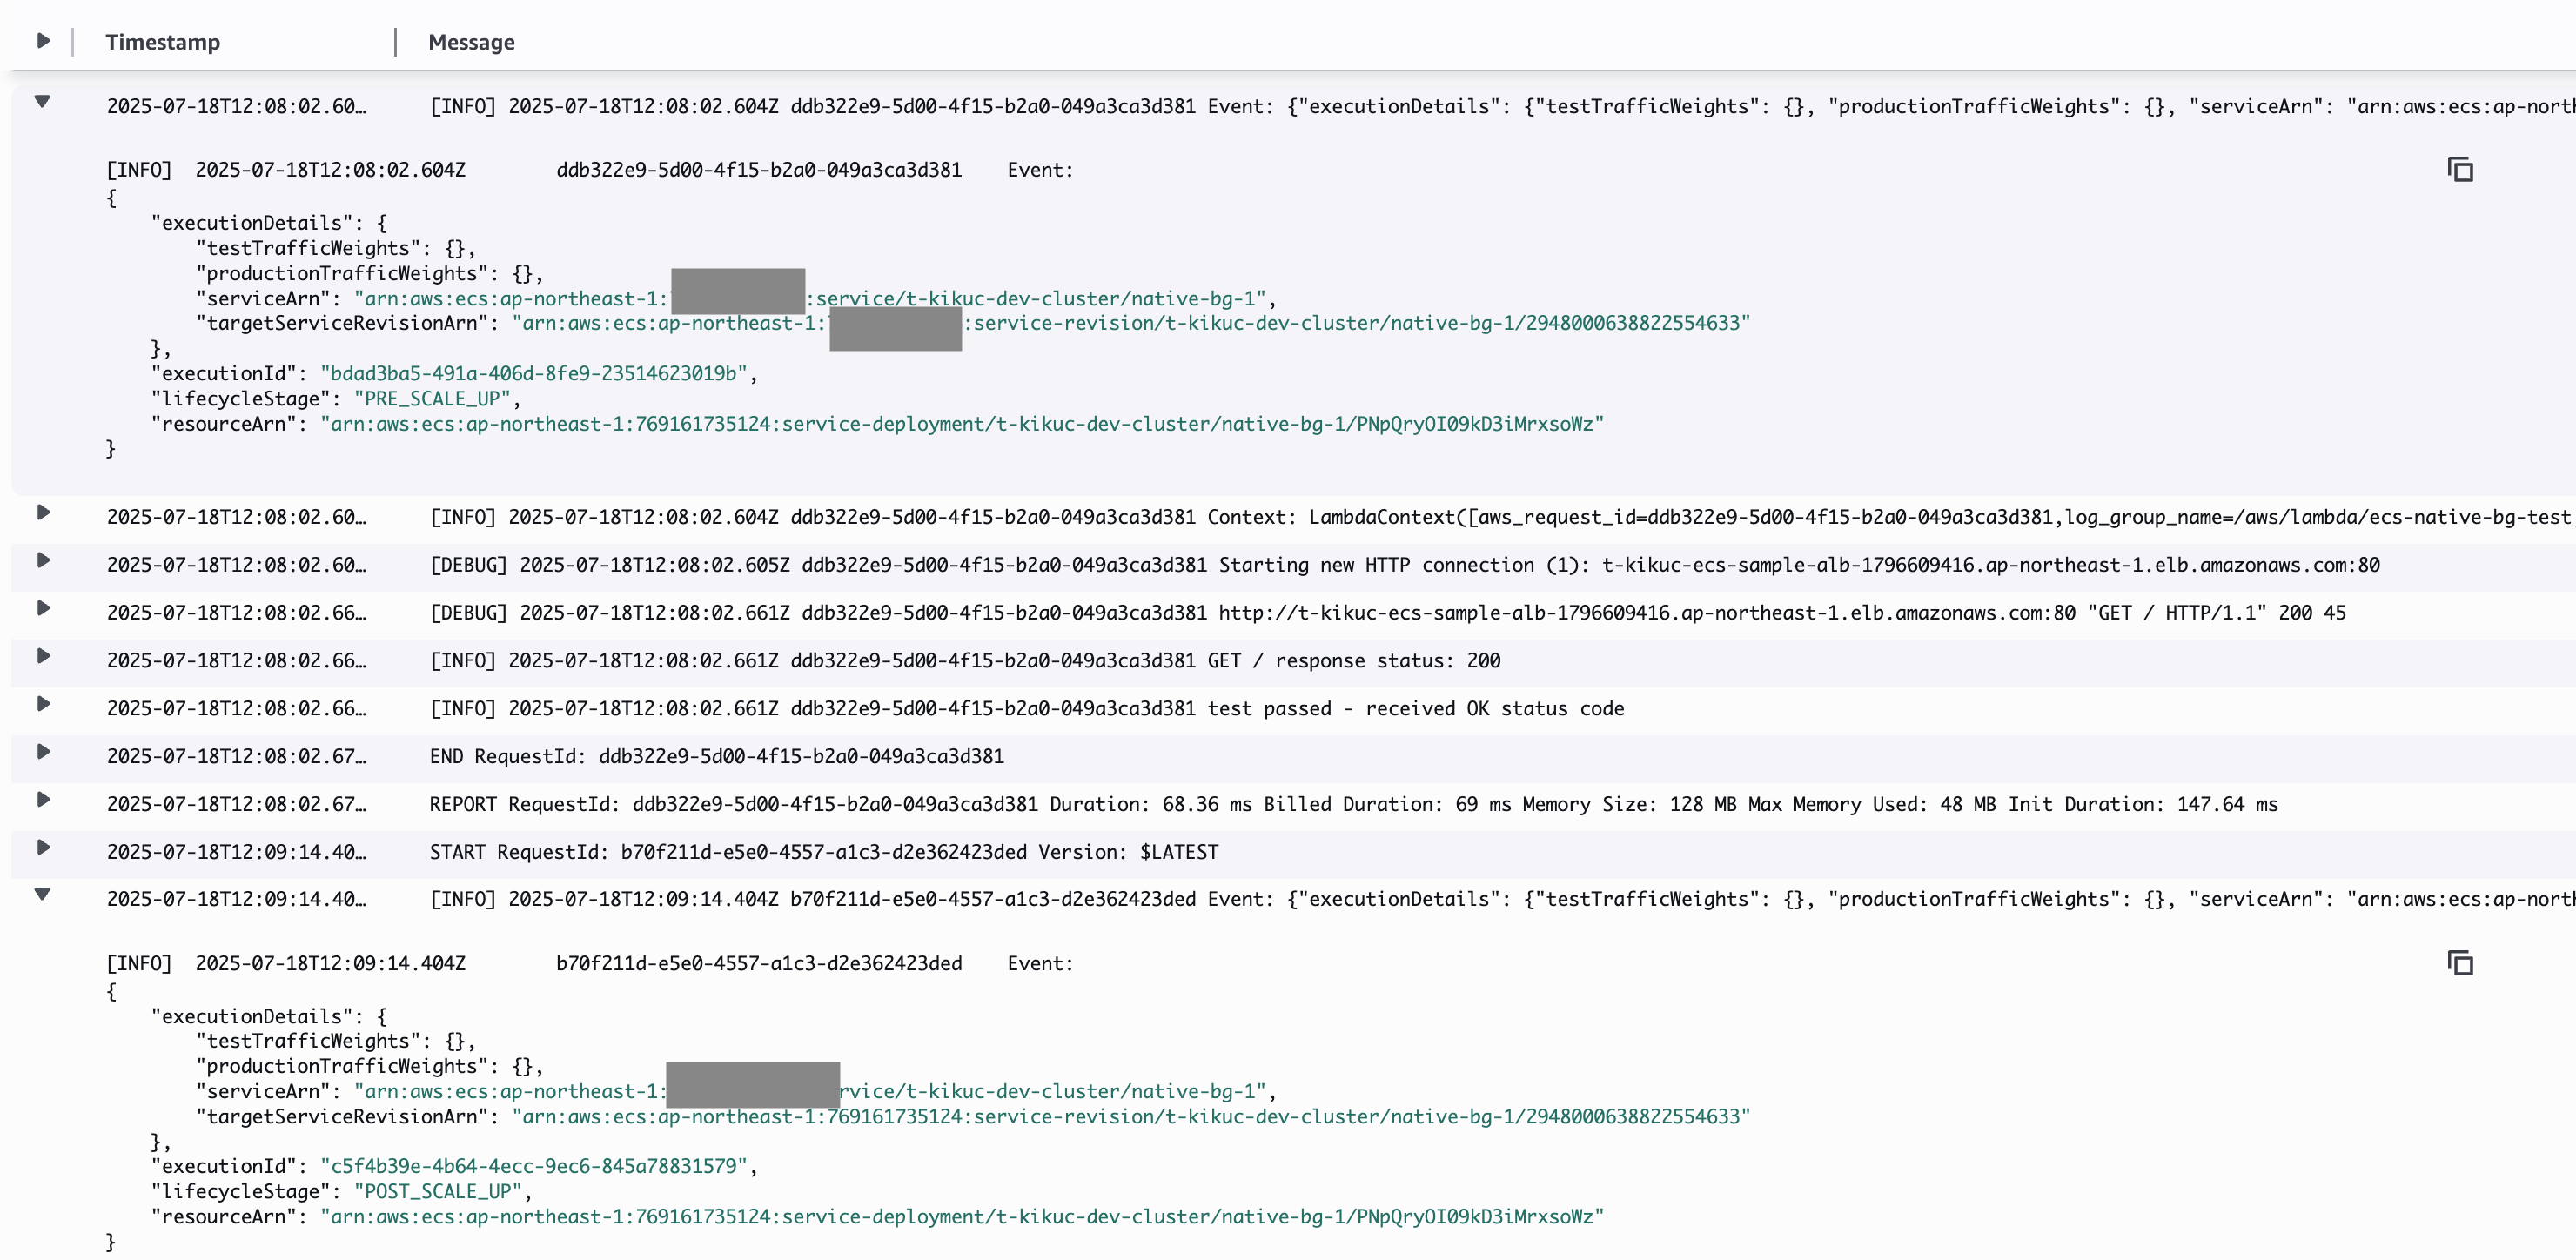 Timestamp Message
2025-07-18T12:08:02.60… [INFO] 2025-07-18T12:08:02.604Z ddb322e9-5d00-4f15-b2a0-049a3ca3d381 Event: {"executionDetails": {"testTrafficWeights": {}, "productionTrafficWeights": {}, "serviceArn": "arn:aws:ecs:ap-north
[INFO] 2025-07-18T12:08:02.604Z ddb322e9-5d00-4f15-b2a0-049a3ca3d381 Event:
{
"executionDetails": {
"testTrafficWeights": {},
"productionTrafficWeights": {},
"serviceArn": "arn:aws:ecs:ap-northeast-1: :service/t-kikuc-dev-cluster/native-bg-1",
"targetServiceRevisionArn": "arn:aws:ecs:ap-northeast-1: :service-revision/t-kikuc-dev-cluster/native-bg-1/2948000638822554633"
},
"executionId": "bdad3ba5-491a-406d-8fe9-23514623019b",
"lifecycleStage": "PRE_SCALE_UP",
"resourceArn": "arn:aws:ecs:ap-northeast-1:769161735124:service-deployment/t-kikuc-dev-cluster/native-bg-1/PNpQryOI09kD3iMrxsoWz"
}
2025-07-18T12:08:02.60… [INFO] 2025-07-18T12:08:02.604Z ddb322e9-5d00-4f15-b2a0-049a3ca3d381 Context: LambdaContext([aws_request_id=ddb322e9-5d00-4f15-b2a0-049a3ca3d381,log_group_name=/aws/lambda/ecs-native-bg-test
2025-07-18T12:08:02.60… [DEBUG] 2025-07-18T12:08:02.605Z ddb322e9-5d00-4f15-b2a0-049a3ca3d381 Starting new HTTP connection (1): t-kikuc-ecs-sample-alb-1796609416.ap-northeast-1.elb.amazonaws.com:80
2025-07-18T12:08:02.66… [DEBUG] 2025-07-18T12:08:02.661Z ddb322e9-5d00-4f15-b2a0-049a3ca3d381 http://t-kikuc-ecs-sample-alb-1796609416.ap-northeast-1.elb.amazonaws.com:80 "GET / HTTP/1.1" 200 45
2025-07-18T12:08:02.66… [INFO] 2025-07-18T12:08:02.661Z ddb322e9-5d00-4f15-b2a0-049a3ca3d381 GET / response status: 200
2025-07-18T12:08:02.66… [INFO] 2025-07-18T12:08:02.661Z ddb322e9-5d00-4f15-b2a0-049a3ca3d381 test passed - received OK status code
2025-07-18T12:08:02.67… END RequestId: ddb322e9-5d00-4f15-b2a0-049a3ca3d381
2025-07-18T12:08:02.67… REPORT RequestId: ddb322e9-5d00-4f15-b2a0-049a3ca3d381 Duration: 68.36 ms Billed Duration: 69 ms Memory Size: 128 MB Max Memory Used: 48 MB Init Duration: 147.64 ms
2025-07-18T12:09:14.40… START RequestId: b70f211d-e5e0-4557-a1c3-d2e362423ded Version: $LATEST
2025-07-18T12:09:14.40… [INFO] 2025-07-18T12:09:14.404Z b70f211d-e5e0-4557-a1c3-d2e362423ded Event: {"executionDetails": {"testTrafficWeights": {}, "productionTrafficWeights": {}, "serviceArn": "arn:aws:ecs:ap-north
[INFO] 2025-07-18T12:09:14.404Z b70f211d-e5e0-4557-a1c3-d2e362423ded Event:
{
"executionDetails": {
"testTrafficWeights": {},
"productionTrafficWeights": {},
"serviceArn": "arn:aws:ecs:ap-northeast-1: rvice/t-kikuc-dev-cluster/native-bg-1",
"targetServiceRevisionArn": "arn:aws:ecs:ap-northeast-1:769161735124:service-revision/t-kikuc-dev-cluster/native-bg-1/2948000638822554633"
},
"executionId": "c5f4b39e-4b64-4ecc-9ec6-845a78831579",
"lifecycleStage": "POST_SCALE_UP",
"resourceArn": "arn:aws:ecs:ap-northeast-1:769161735124:service-deployment/t-kikuc-dev-cluster/native-bg-1/PNpQryOI09kD3iMrxsoWz"
}